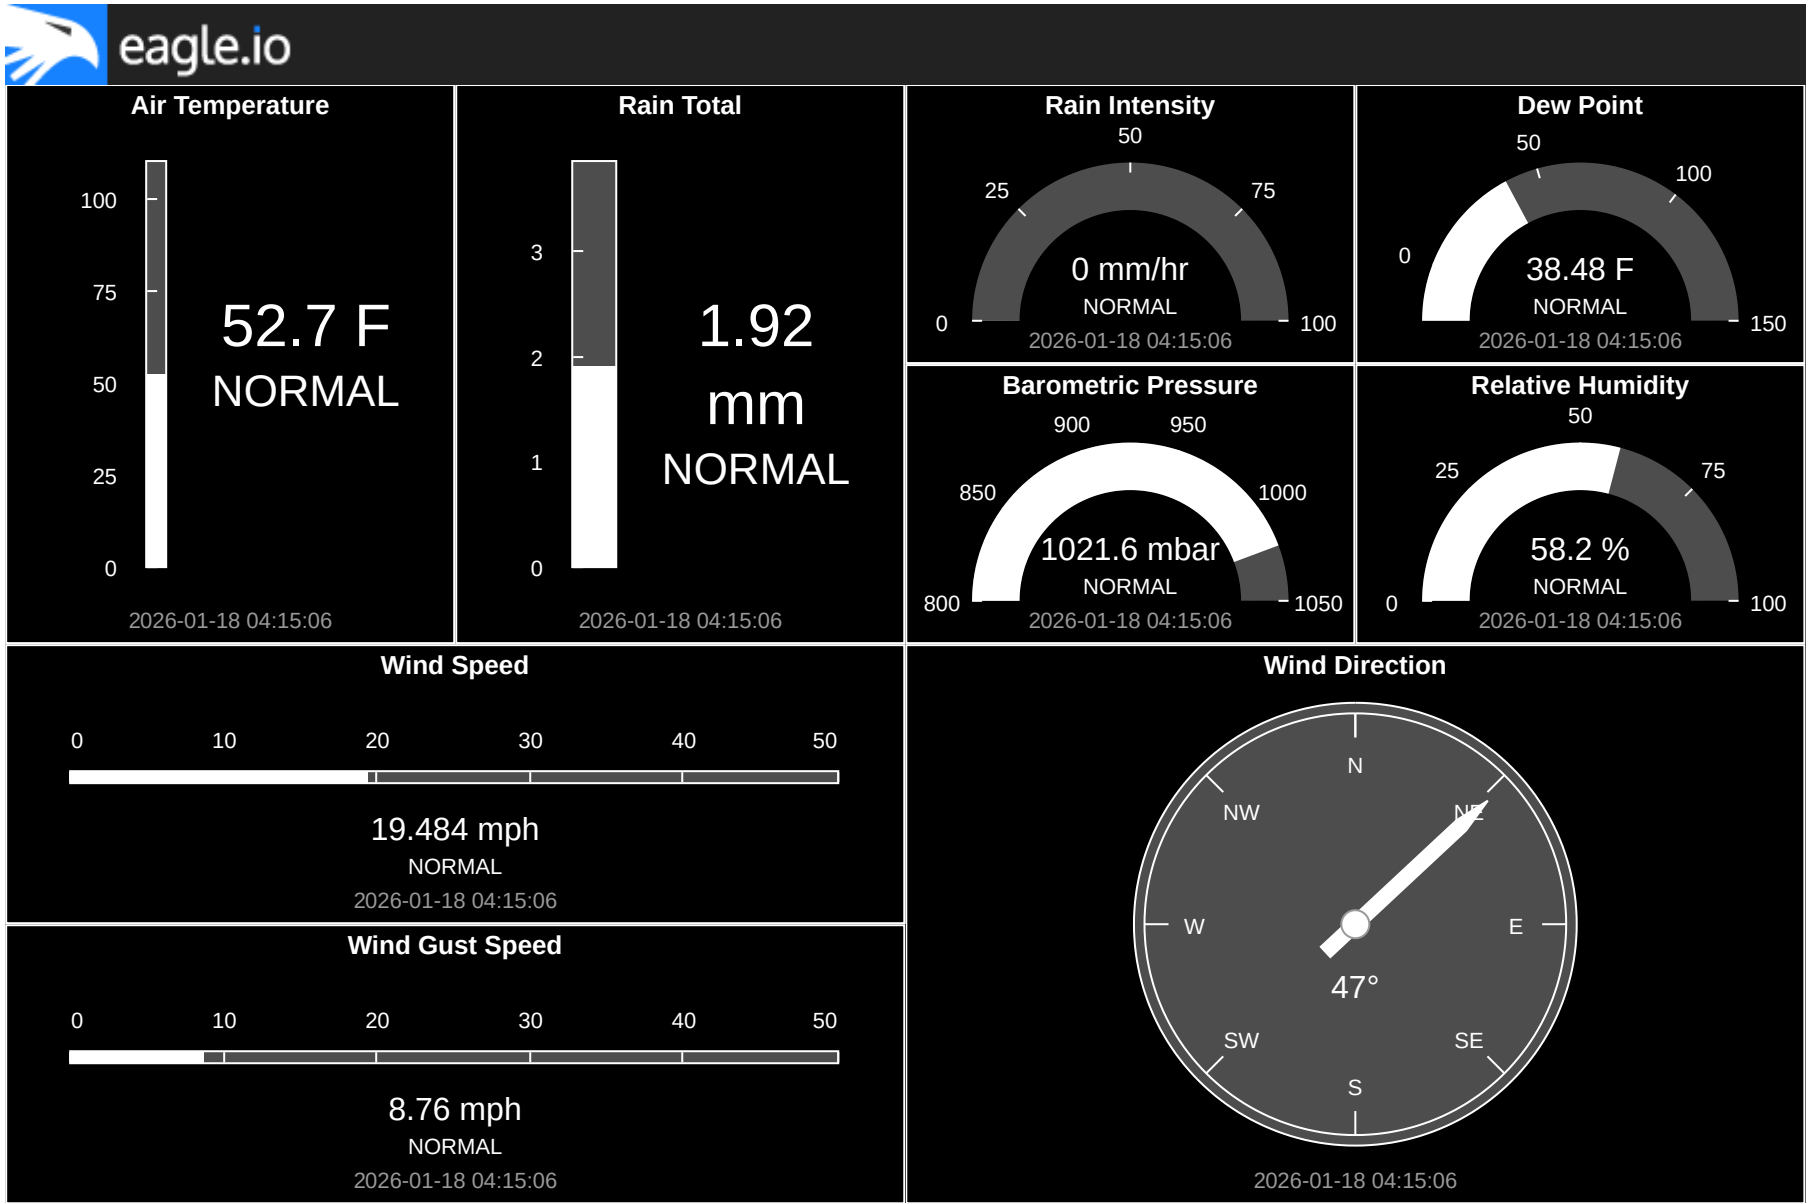 eagle.io
Air Temperature
100
75
50
25
0
52.7 F
NORMAL
2026-01-18 04:15:06
Rain Total
3
2
1
0
1.92
mm
NORMAL
2026-01-18 04:15:06
Rain Intensity
0
25
50
75
100
0 mm/hr
NORMAL
2026-01-18 04:15:06
Dew Point
0
50
100
150
38.48 F
NORMAL
2026-01-18 04:15:06
Barometric Pressure
800
850
900
950
1000
1050
1021.6 mbar
NORMAL
2026-01-18 04:15:06
Relative Humidity
0
25
50
75
100
58.2 %
NORMAL
2026-01-18 04:15:06
Wind Speed
0 10 20 30 40 50
19.484 mph
NORMAL
2026-01-18 04:15:06
Wind Gust Speed
0 10 20 30 40 50
8.76 mph
NORMAL
2026-01-18 04:15:06
Wind Direction
N
NW NE
W E
47°
SW SE
S
2026-01-18 04:15:06